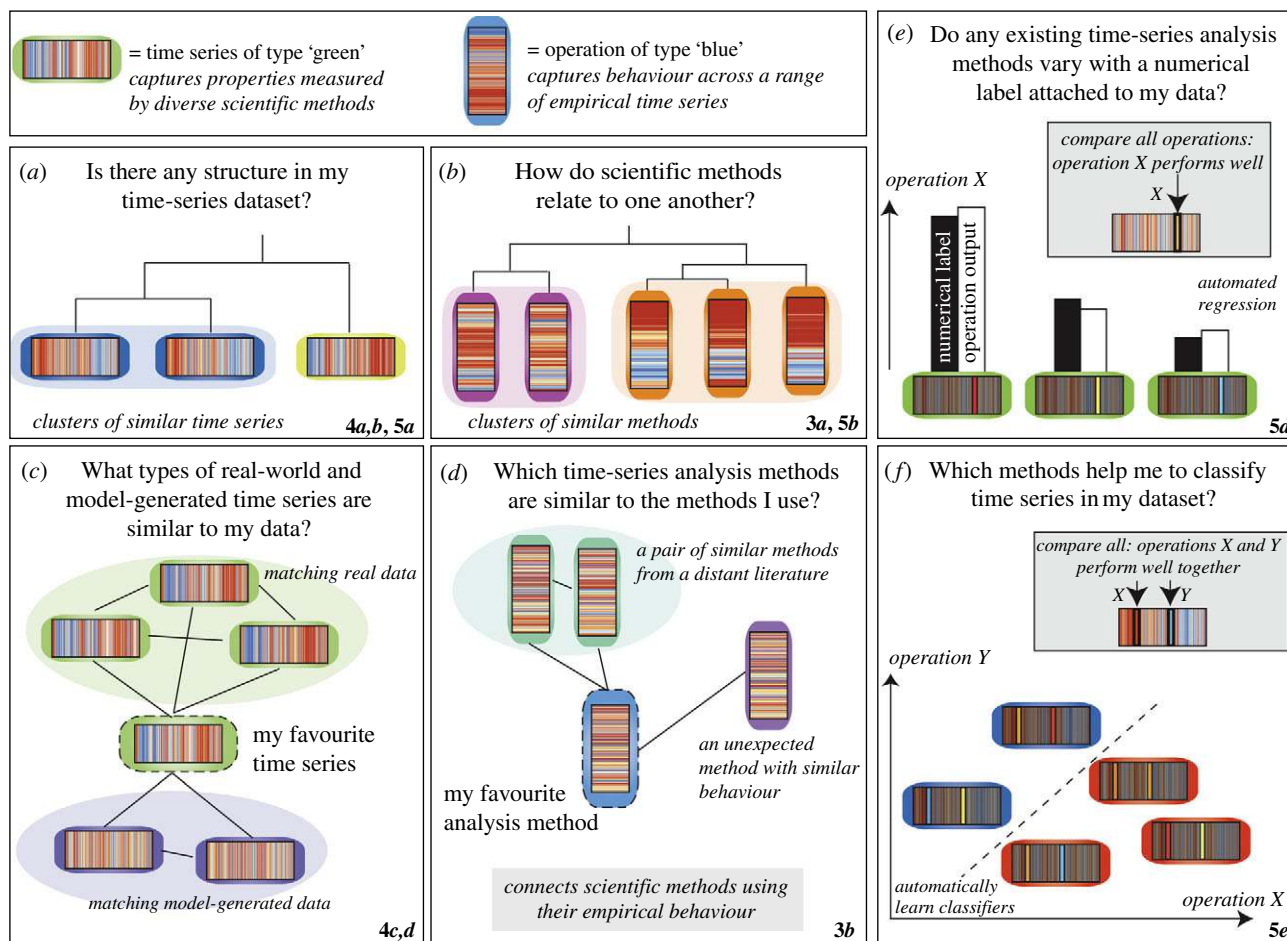 = time series of type ‘green’
captures properties measured
by diverse scientific methods
= operation of type ‘blue’
captures behaviour across a range
of empirical time series
(a) Is there any structure in my
time-series dataset?
clusters of similar time series
4a,b, 5a
(b) How do scientific methods
relate to one another?
clusters of similar methods
3a, 5b
(c) What types of real-world and
model-generated time series are
similar to my data?
matching real data
my favourite
time series
matching model-generated data
4c,d
(d) Which time-series analysis methods
are similar to the methods I use?
a pair of similar methods
from a distant literature
an unexpected
method with similar
behaviour
my favourite
analysis method
connects scientific methods using
their empirical behaviour
3b
(e) Do any existing time-series analysis
methods vary with a numerical
label attached to my data?
compare all operations:
operation X performs well
X
operation X
numerical label
operation output
automated
regression
5d
(f) Which methods help me to classify
time series in my dataset?
compare all: operations X and Y
perform well together
X Y
operation Y
automatically
learn classifiers
operation X
5e